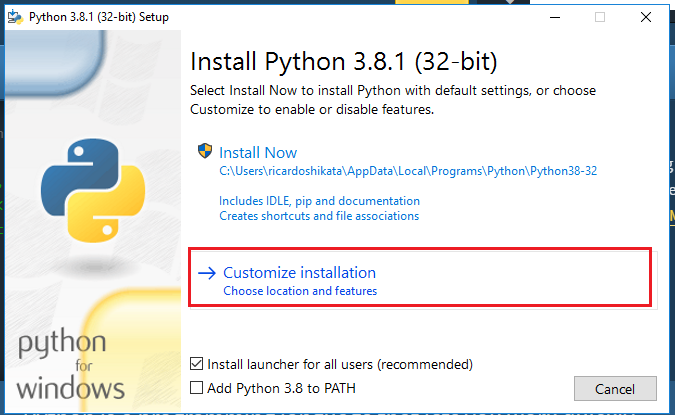 Python 3.8.1 (32-bit) Setup
Install Python 3.8.1 (32-bit)
Select Install Now to install Python with default settings, or choose
Customize to enable or disable features.
Install Now
C:\Users\ricardoshikata\AppData\Local\Programs\Python\Python38-32
Includes IDLE, pip and documentation
Creates shortcuts and file associations
Customize installation
Choose location and features
python
for
windows
Install launcher for all users (recommended)
Add Python 3.8 to PATH
Cancel